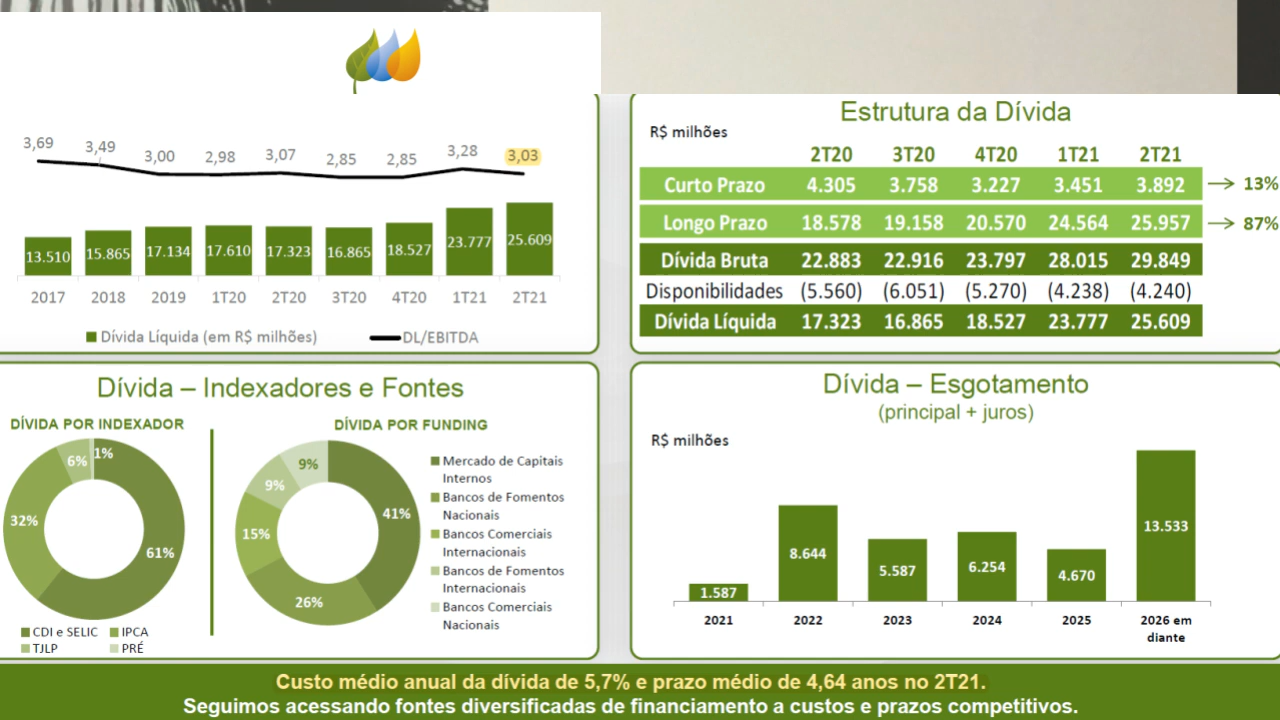 3,69 3,49 3,00 2,98 3,07 2,85 2,85 3,28 3,03
13.510 15.865 17.134 17.610 17.323 16.865 18.527 23.777 25.609
2017 2018 2019 1T20 2T20 3T20 4T20 1T21 2T21
Dívida Líquida (em R$ milhões) DL/EBITDA
Estrutura da Dívida
R$ milhões
2T20 3T20 4T20 1T21 2T21
Curto Prazo 4.305 3.758 3.227 3.451 3.892 13%
Longo Prazo 18.578 19.158 20.570 24.564 25.957 87%
Dívida Bruta 22.883 22.916 23.797 28.015 29.849
Disponibilidades (5.560) (6.051) (5.270) (4.238) (4.240)
Dívida Líquida 17.323 16.865 18.527 23.777 25.609
Dívida – Indexadores e Fontes
DÍVIDA POR INDEXADOR
1%
6%
32%
61%
CDI e SELIC IPCA
TJLP PRÉ
DÍVIDA POR FUNDING
9%
9%
41%
15%
26%
Mercado de Capitais
Internos
Bancos de Fomentos
Nacionais
Bancos Comerciais
Internacionais
Bancos de Fomentos
Internacionais
Bancos Comerciais
Nacionais
Dívida – Esgotamento
(principal + juros)
R$ milhões
1.587 8.644 5.587 6.254 4.670 13.533
2021 2022 2023 2024 2025 2026 em
diante
Custo médio anual da dívida de 5,7% e prazo médio de 4,64 anos no 2T21.
Seguimos acessando fontes diversificadas de financiamento a custos e prazos competitivos.